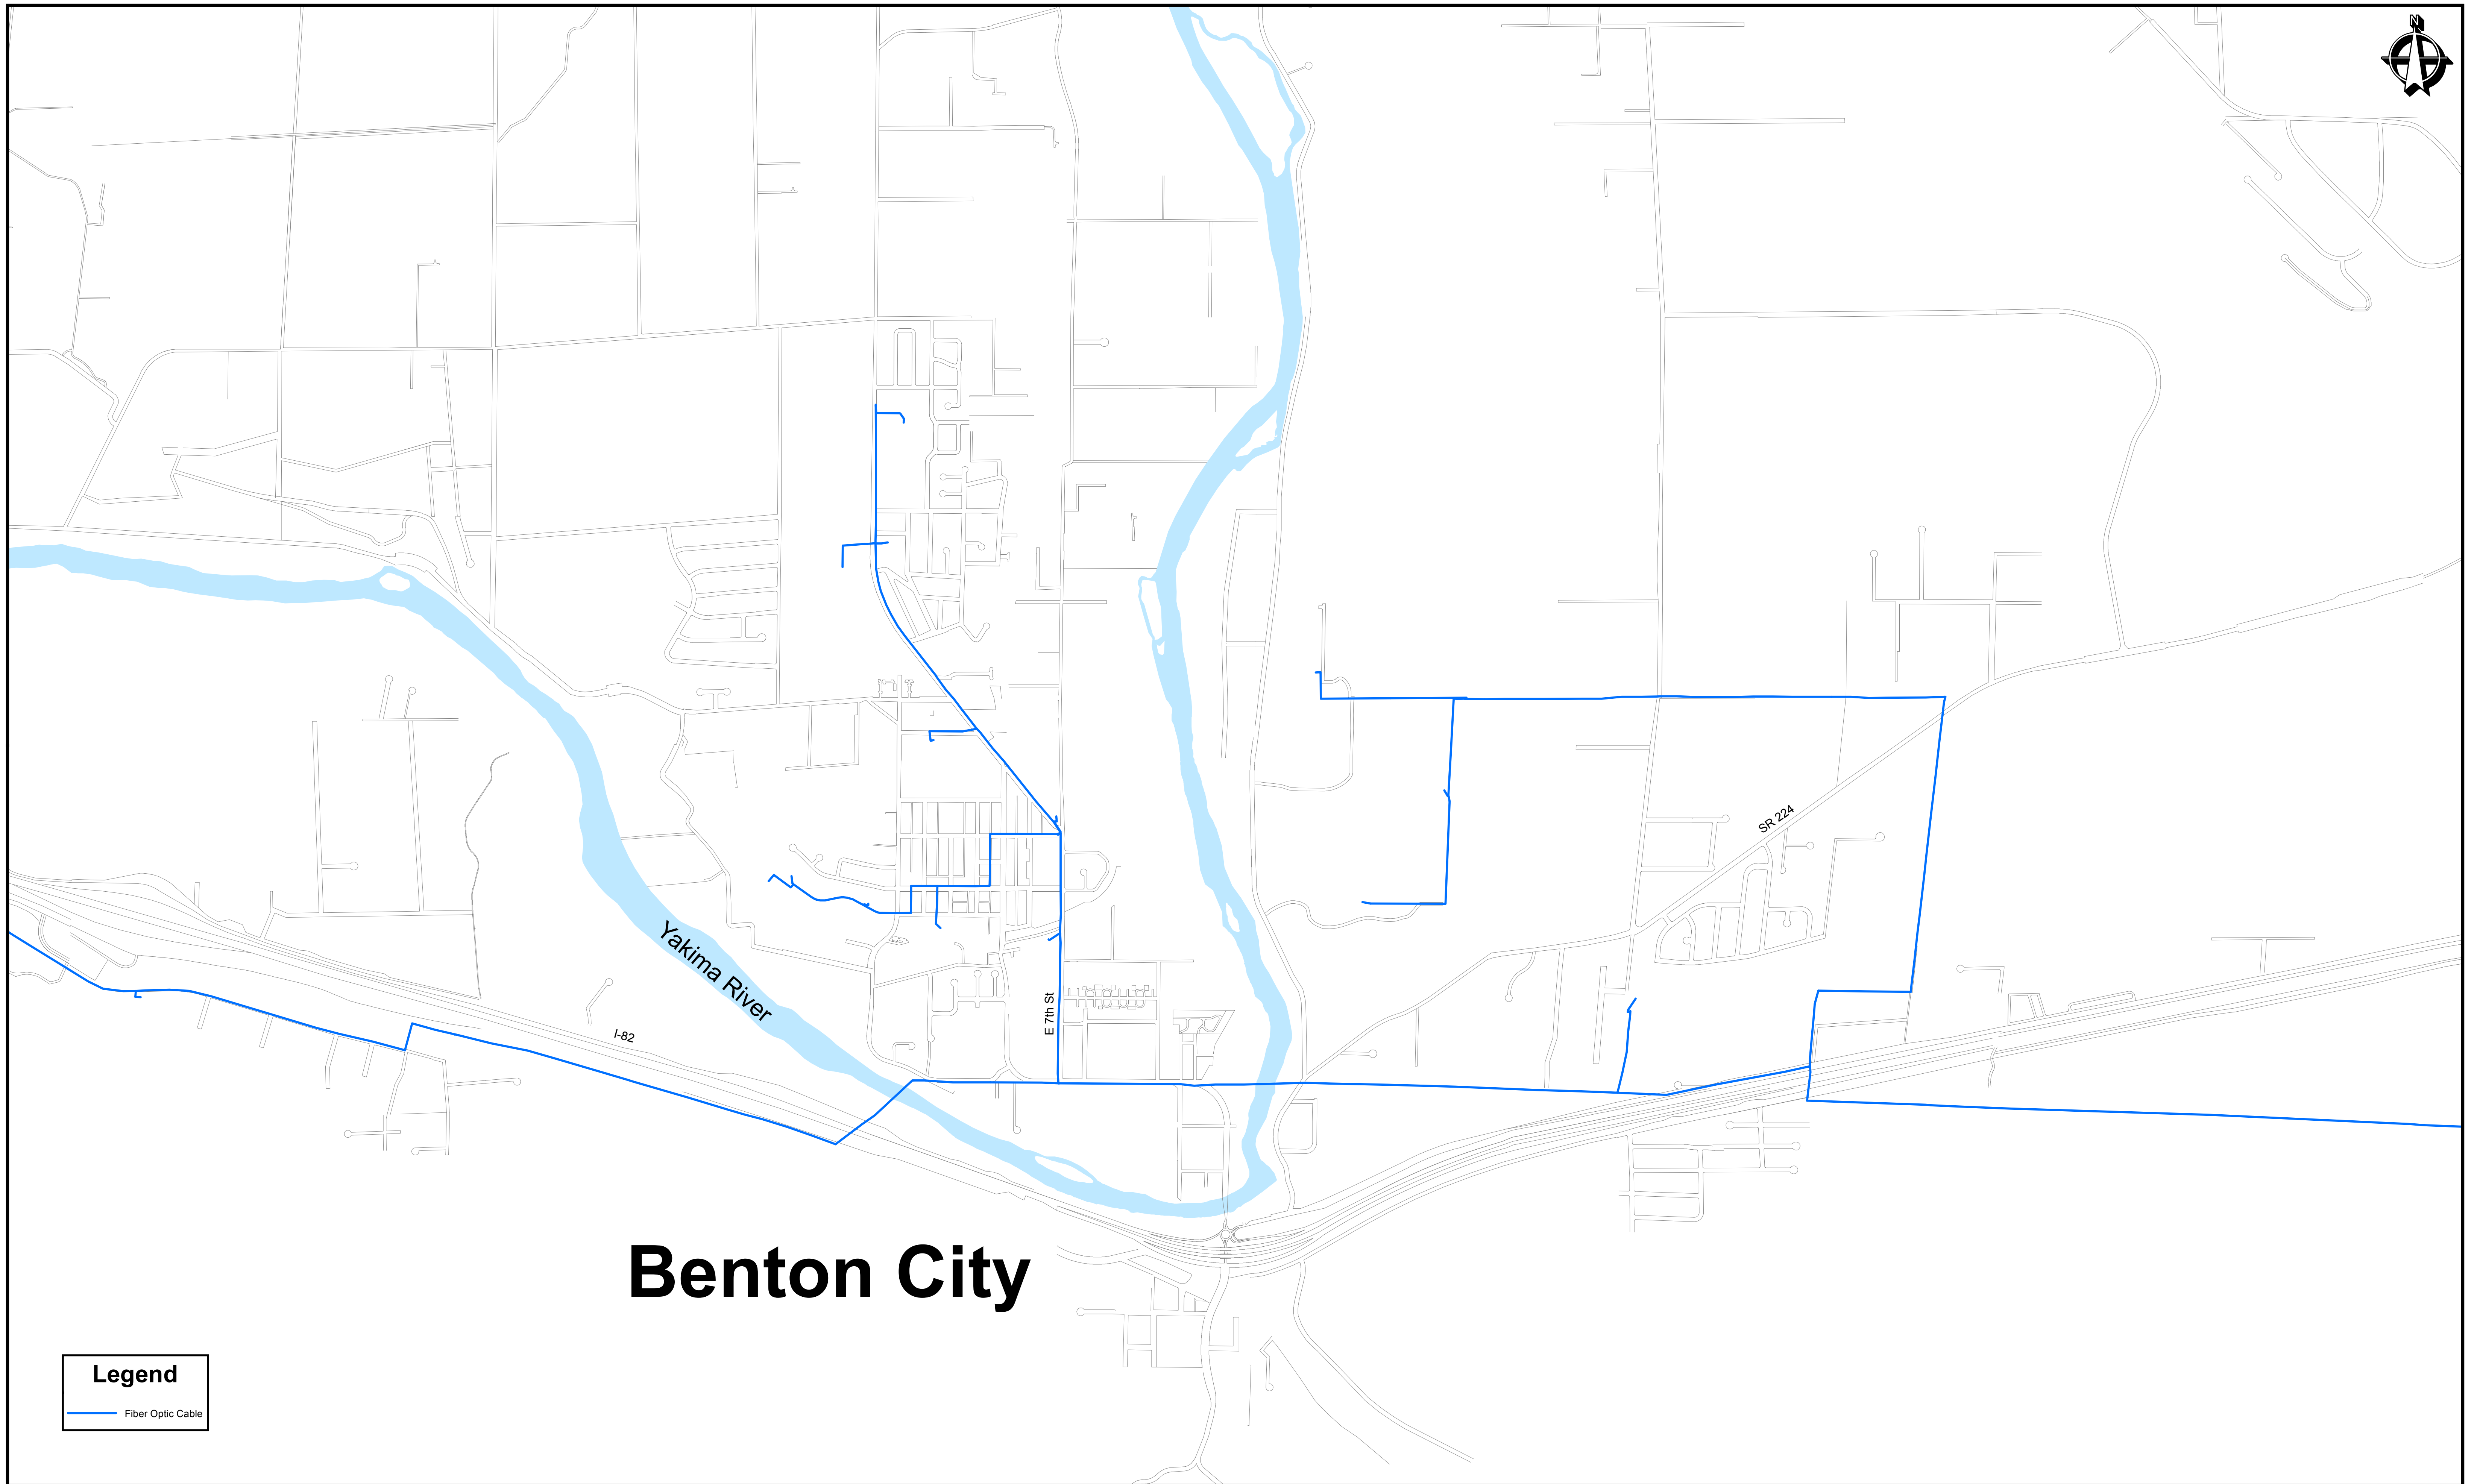 N
SR 224
Yakima River
E 7th St
I-82
Benton City
Legend
Fiber Optic Cable